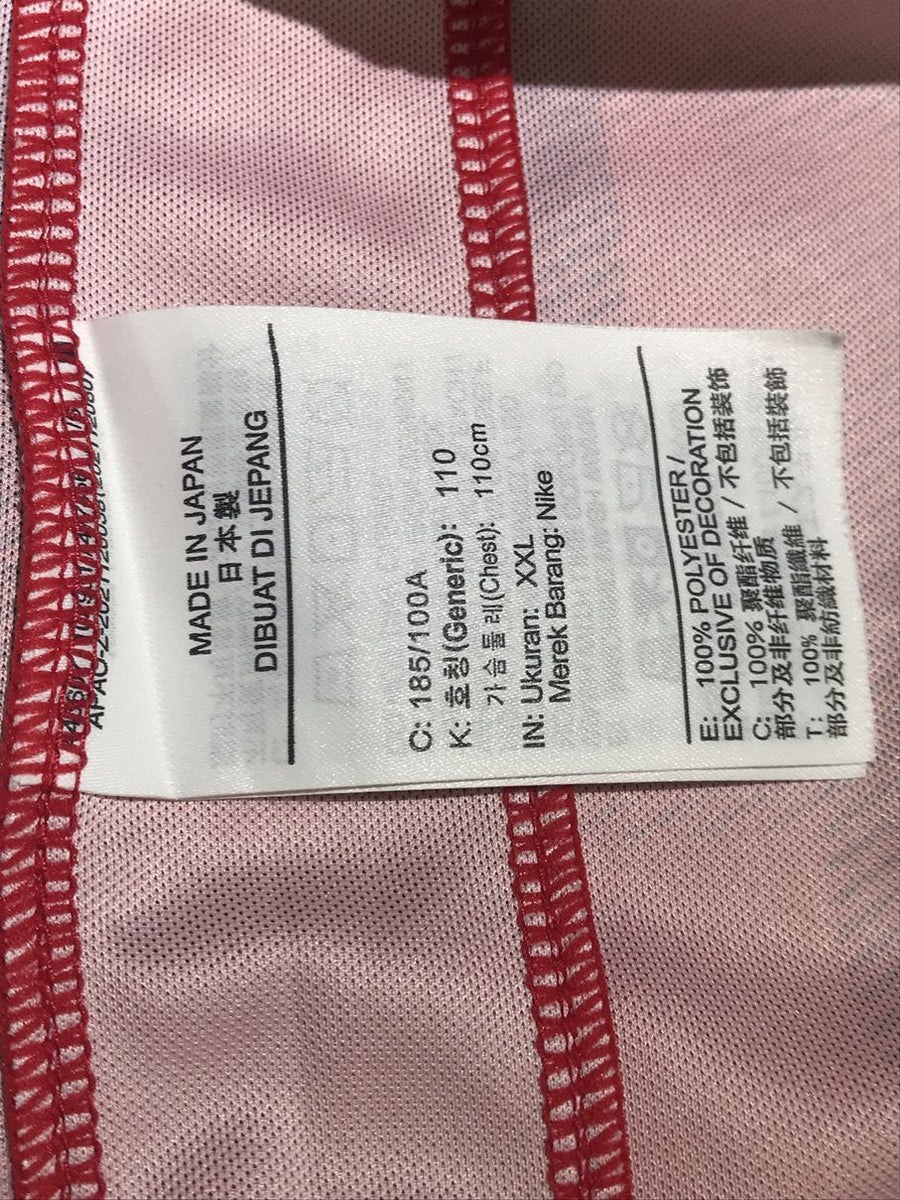 MADE IN JAPAN
日本製
DIBUAT DI JEPANG
C: 185/100A
K: 호칭(Generic): 110
가슴둘레(Chest): 110cm
IN: Ukuran: XXL
Merek Barang: Nike
E: 100% POLYESTER /
EXCLUSIVE OF DECORATION
C: 100% 聚酯纤维 / 不包括装饰
部分及非纤维物质
T: 100% 聚酯纖維 / 不包括裝飾
部分及非紡織材料